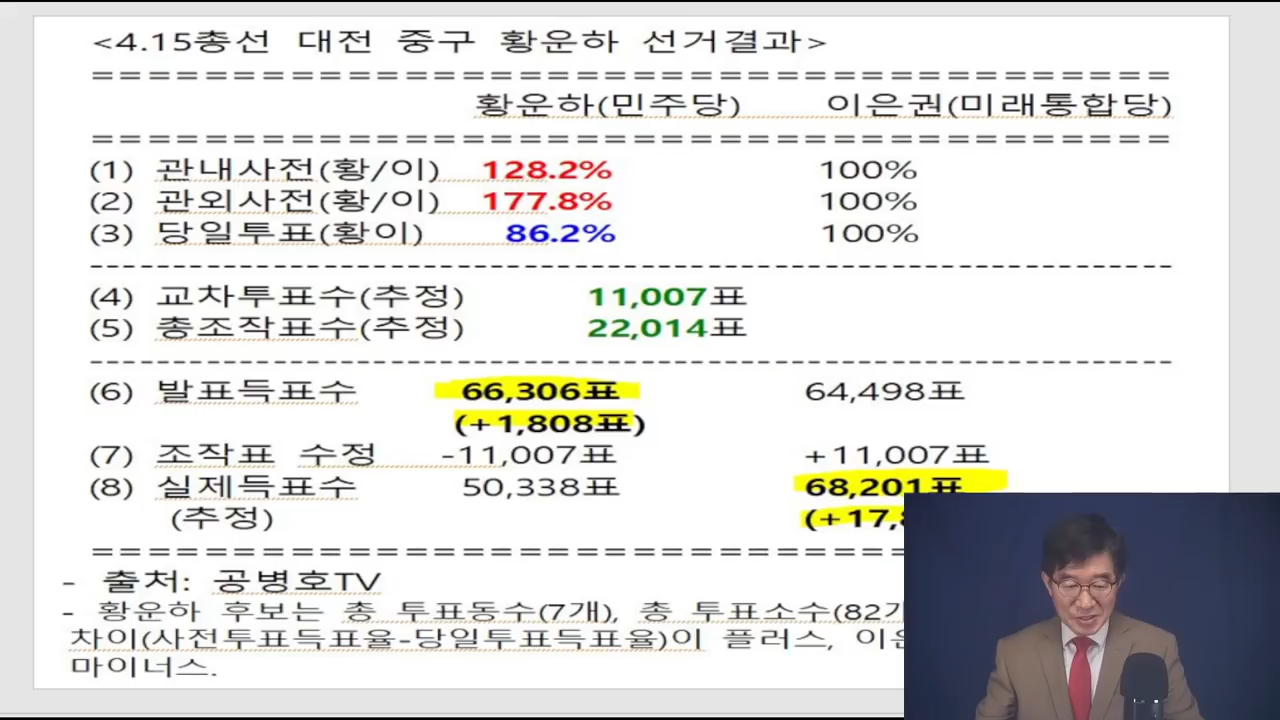 <4.15총선 대전 중구 황운하 선거결과>
======================================
황운하(민주당) 이은권(미래통합당)
======================================
(1) 관내사전(황/이) 128.2% 100%
(2) 관외사전(황/이) 177.8% 100%
(3) 당일투표(황이) 86.2% 100%
(4) 교차투표수(추정) 11,007표
(5) 총조작표수(추정) 22,014표
(6) 발표득표수 66,306표 64,498표
(+1,808표)
(7) 조작표 수정 -11,007표 +11,007표
(8) 실제득표수 50,338표 68,201표
(추정) (+17,
- 출처: 공병호TV
- 황운하 후보는 총 투표동수(7개), 총 투표소수(82개
차이(사전투표득표율-당일투표득표율)이 플러스, 이은
마이너스.